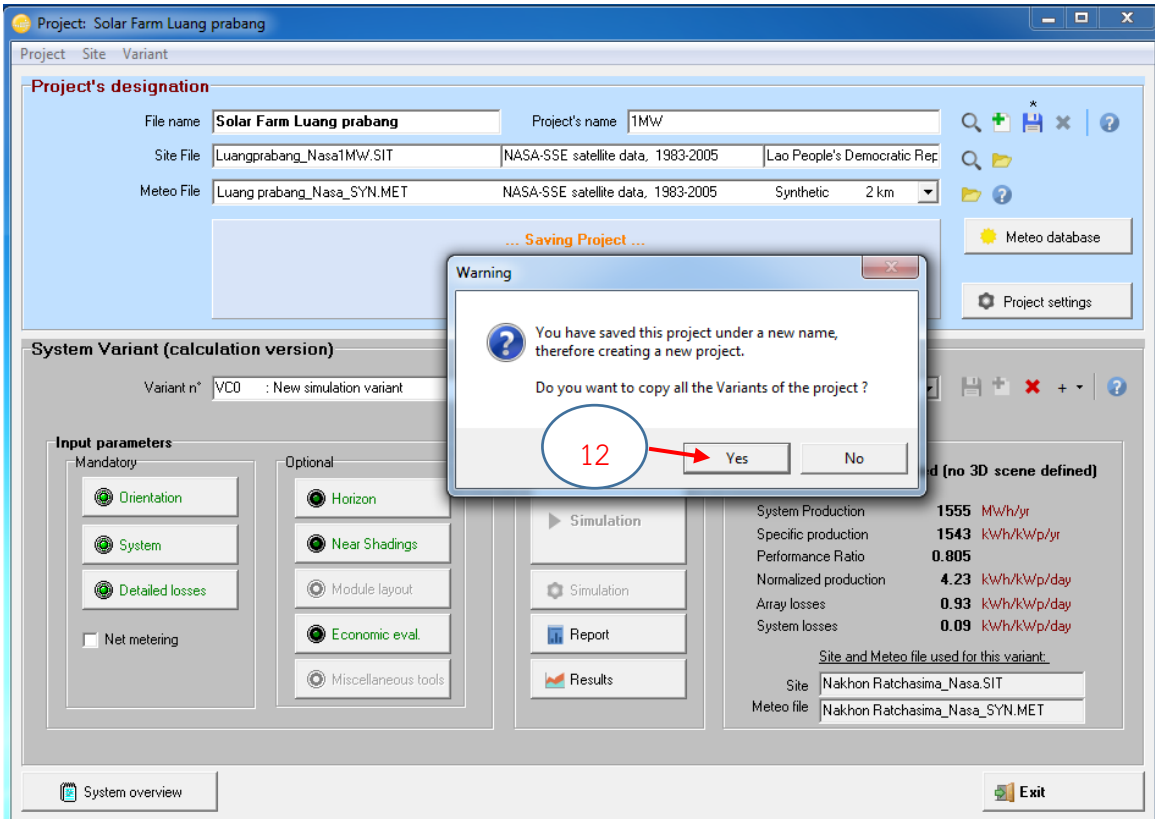 Project: Solar Farm Luang prabang
Project Site Variant
Project's designation
File name Solar Farm Luang prabang Project's name 1MW
Site File Luangprabang_Nasa1MW.SIT NASA-SSE satellite data, 1983-2005 Lao People's Democratic Rep
Meteo File Luang prabang_Nasa_SYN.MET NASA-SSE satellite data, 1983-2005 Synthetic 2 km
... Saving Project ...
Meteo database
Project settings
Warning
You have saved this project under a new name,
therefore creating a new project.
Do you want to copy all the Variants of the project ?
12
Yes No
System Variant (calculation version)
Variant n° VC0 : New simulation variant
Input parameters
Mandatory
Orientation
System
Detailed losses
Net metering
Optional
Horizon
Near Shadings
Module layout
Economic eval.
Miscellaneous tools
Simulation
Simulation
Report
Results
(no 3D scene defined)
System Production 1555 MWh/yr
Specific production 1543 kWh/kWp/yr
Performance Ratio 0.805
Normalized production 4.23 kWh/kWp/day
Array losses 0.93 kWh/kWp/day
System losses 0.09 kWh/kWp/day
Site and Meteo file used for this variant:
Site Nakhon Ratchasima_Nasa.SIT
Meteo file Nakhon Ratchasima_Nasa_SYN.MET
System overview
Exit